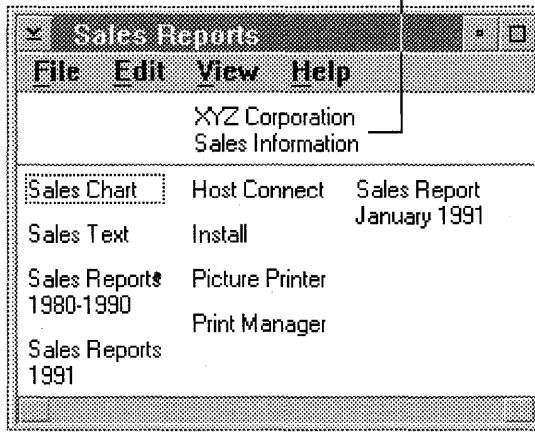 Sales Reports
File Edit View Help
XYZ Corporation
Sales Information
Sales Chart
Sales Text
Sales Reports
1980-1990
Sales Reports
1991
Host Connect
Install
Picture Printer
Print Manager
Sales Report
January 1991